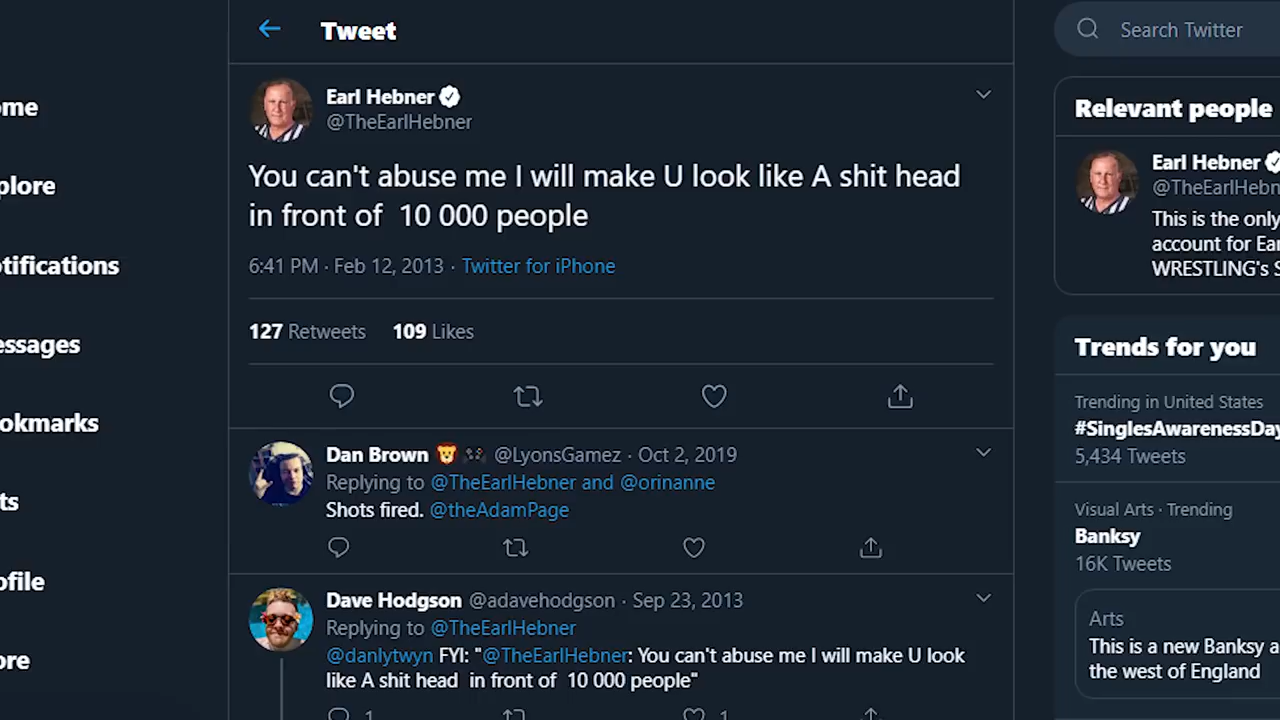 Tweet
Search Twitter
ome
plore
otifications
essages
okmarks
ts
ofile
ore
Earl Hebner
@TheEarlHebner
You can't abuse me I will make U look like A shit head
in front of 10 000 people
6:41 PM · Feb 12, 2013 · Twitter for iPhone
127 Retweets 109 Likes
Dan Brown @LyonsGamez · Oct 2, 2019
Replying to @TheEarlHebner and @orinanne
Shots fired. @theAdamPage
Dave Hodgson @adavehodgson · Sep 23, 2013
Replying to @TheEarlHebner
@danlytwyn FYI: "@TheEarlHebner: You can't abuse me I will make U look
like A shit head in front of 10 000 people"
1 1
Relevant people
Earl Hebner
@TheEarlHebn
This is the only
account for Ear
WRESTLING's S
Trends for you
Trending in United States
#SinglesAwarenessDay
5,434 Tweets
Visual Arts · Trending
Banksy
16K Tweets
Arts
This is a new Banksy a
the west of England